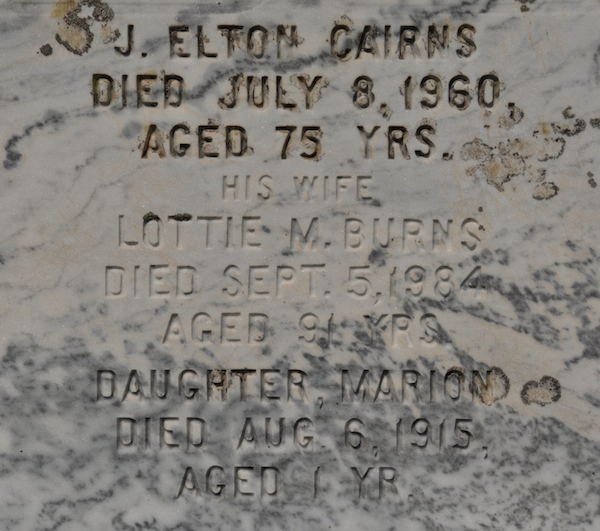 J. ELTON CAIRNS
DIED JULY 8, 1960,
AGED 75 YRS.
HIS WIFE
LOTTIE M. BURNS
DIED SEPT. 5, 1984
AGED 91 YRS
DAUGHTER, MARION
DIED AUG. 6, 1915,
AGED 1 YR.